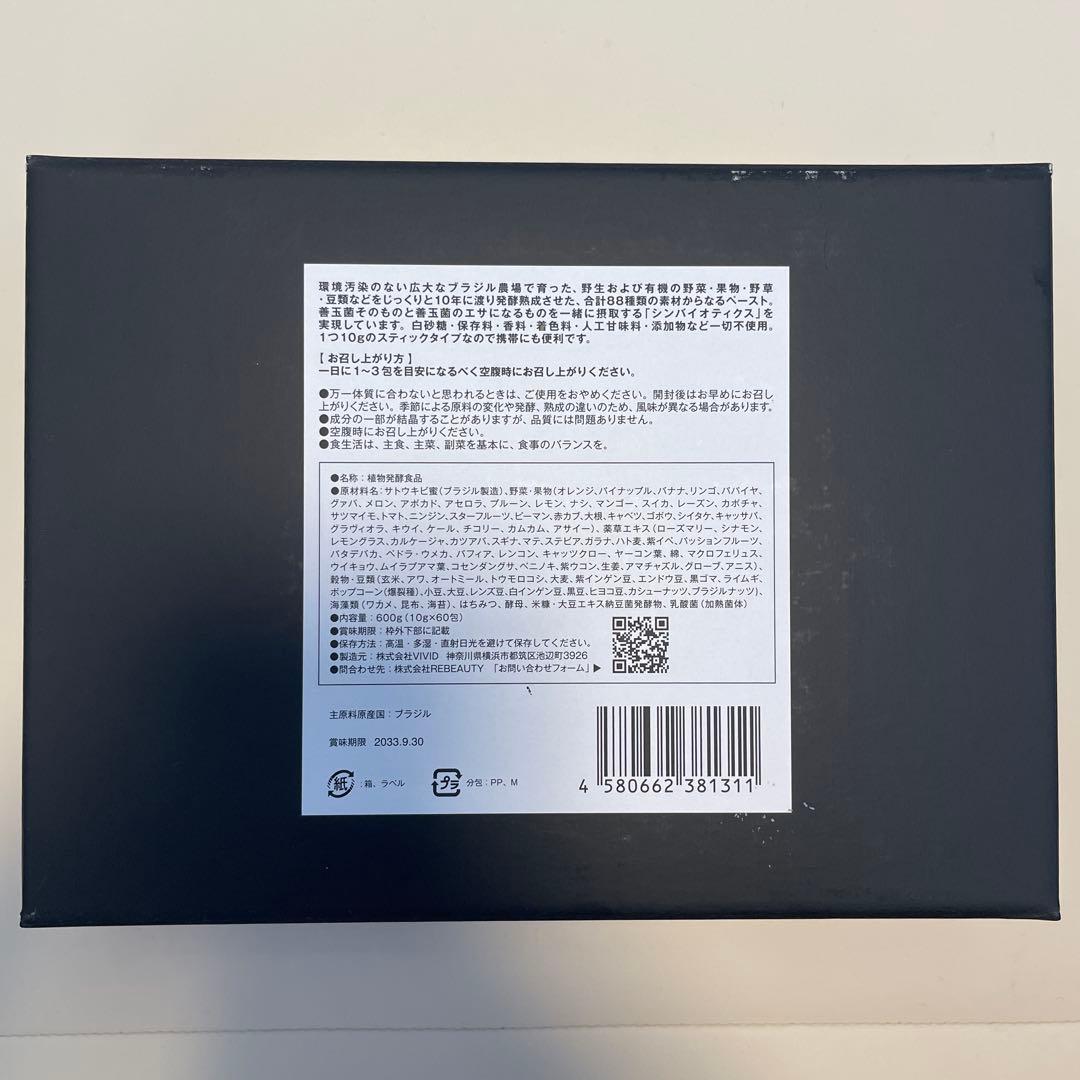 環境汚染のない広大なブラジル農場で育った、野生および有機の野菜・果物・野草
・豆類などをじっくりと10年に渡り発酵熟成させた、合計88種類の素材からなるペースト。
善玉菌そのものと善玉菌のエサになるものを一緒に摂取する「シンバイオティクス」を
実現しています。白砂糖・保存料・香料・着色料・人工甘味料・添加物など一切不使用。
1つ10gのスティックタイプなので携帯にも便利です。
【 お召し上がり方 】
一日に1〜3包を目安になるべく空腹時にお召し上がりください。
●万一体質に合わないと思われるときは、ご使用をおやめください。開封後はお早めにお召し
上がりください。季節による原料の変化や発酵、熟成の違いのため、風味が異なる場合があります。
●成分の一部が結晶することがありますが、品質には問題ありません。
●空腹時にお召し上がりください。
●食生活は、主食、主菜、副菜を基本に、食事のバランスを。
●名称：植物発酵食品
●原材料名：サトウキビ蜜（ブラジル製造）、野菜・果物（オレンジ、パイナップル、バナナ、リンゴ、パパイヤ、
グァバ、メロン、アボカド、アセロラ、プルーン、レモン、ナシ、マンゴー、スイカ、レーズン、カボチャ、
サツマイモ、トマト、ニンジン、スターフルーツ、ピーマン、赤カブ、大根、キャベツ、ゴボウ、シイタケ、キャッサバ、
グラヴィオラ、キウイ、ケール、チコリー、カムカム、アサイー）、薬草エキス（ローズマリー、シナモン、
レモングラス、カルケージャ、カツアバ、スギナ、マテ、ステビア、ガラナ、ハト麦、紫イペ、パッションフルーツ、
パタデバカ、ペドラ・ウメカ、パフィア、レンコン、キャッツクロー、ヤーコン葉、綿、マクロフェリュス、
ウイキョウ、ムイラプアマ葉、コセンダングサ、ベニノキ、紫ウコン、生姜、アマチャズル、グローブ、アニス）、
穀物・豆類（玄米、アワ、オートミール、トウモロコシ、大麦、紫インゲン豆、エンドウ豆、黒ゴマ、ライムギ、
ポップコーン（爆裂種）、小豆、大豆、レンズ豆、白インゲン豆、黒豆、ヒヨコ豆、カシューナッツ、ブラジルナッツ）、
海藻類（ワカメ、昆布、海苔）、はちみつ、酵母、米糠・大豆エキス納豆菌発酵物、乳酸菌（加熱菌体）
●内容量：600g（10g×60包）
●賞味期限：枠外下部に記載
●保存方法：高温・多湿・直射日光を避けて保存してください。
●製造元：株式会社VIVID 神奈川県横浜市都筑区池辺町3926
●問合わせ先：株式会社REBEAUTY 「お問い合わせフォーム」▶
主原料原産国：ブラジル
賞味期限 2033.9.30
紙 ：箱、ラベル
プラ 分包：PP、M
4 580662 381311